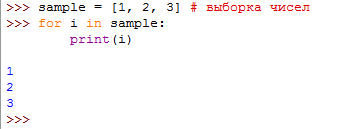 >>> sample = [1, 2, 3] # выборка чисел
>>> for i in sample:
        print(i)
1
2
3
>>>